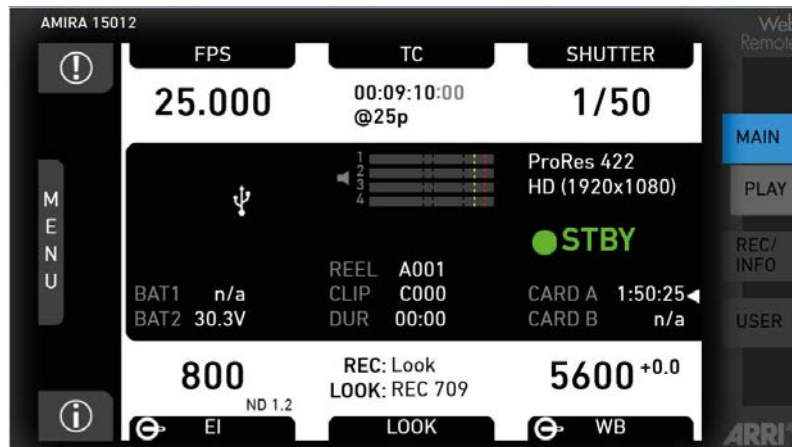 AMIRA 15012
Web
Remote
FPS
TC
SHUTTER
25.000
00:09:10:00
@25p
1/50
MAIN
PLAY
REC/
INFO
USER
MENU
1
2
3
4
ProRes 422
HD (1920x1080)
STBY
REEL A001
CLIP C000
DUR 00:00
BAT1 n/a
BAT2 30.3V
CARD A 1:50:25
CARD B n/a
800
ND 1.2
REC: Look
LOOK: REC 709
5600 +0.0
EI
LOOK
WB
ARRI